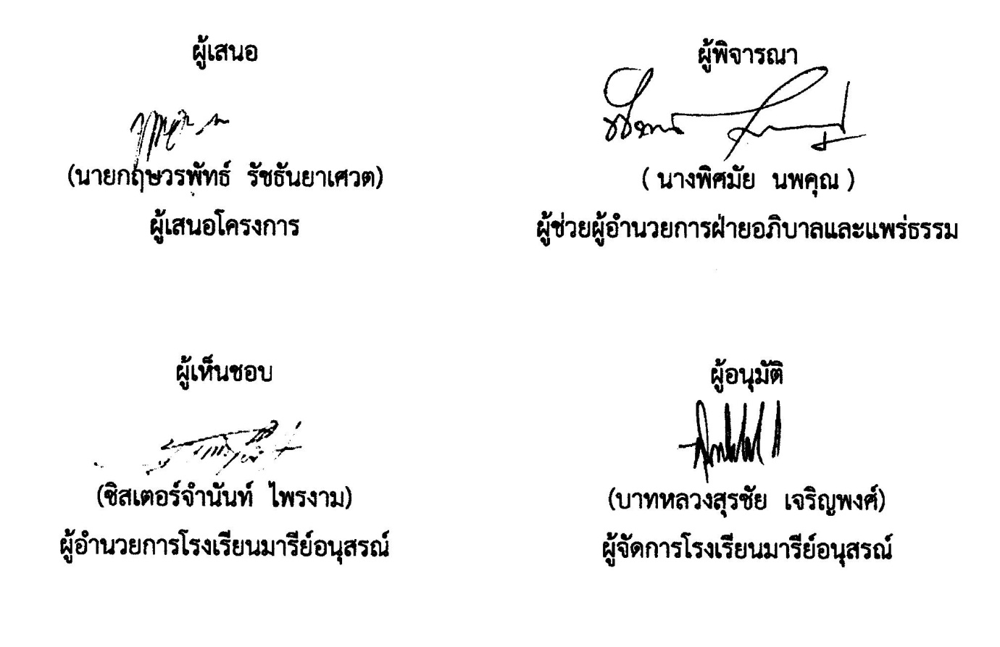 ผู้เสนอ
(นายกฤษวรพัทธ์ รัชธันยาเศวต)
ผู้เสนอโครงการ
ผู้พิจารณา
( นางพิศมัย นพคุณ )
ผู้ช่วยผู้อำนวยการฝ่ายอภิบาลและแพร่ธรรม
ผู้เห็นชอบ
(ซิสเตอร์จำนันท์ ไพรงาม)
ผู้อำนวยการโรงเรียนมารีย์อนุสรณ์
ผู้อนุมัติ
(บาทหลวงสุรชัย เจริญพงศ์)
ผู้จัดการโรงเรียนมารีย์อนุสรณ์